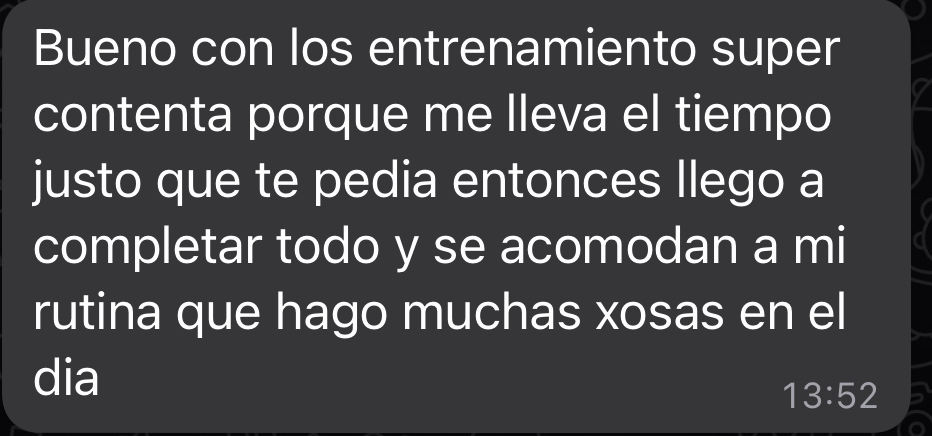 Bueno con los entrenamiento super
contenta porque me lleva el tiempo
justo que te pedia entonces llego a
completar todo y se acomodan a mi
rutina que hago muchas xosas en el
dia
13:52